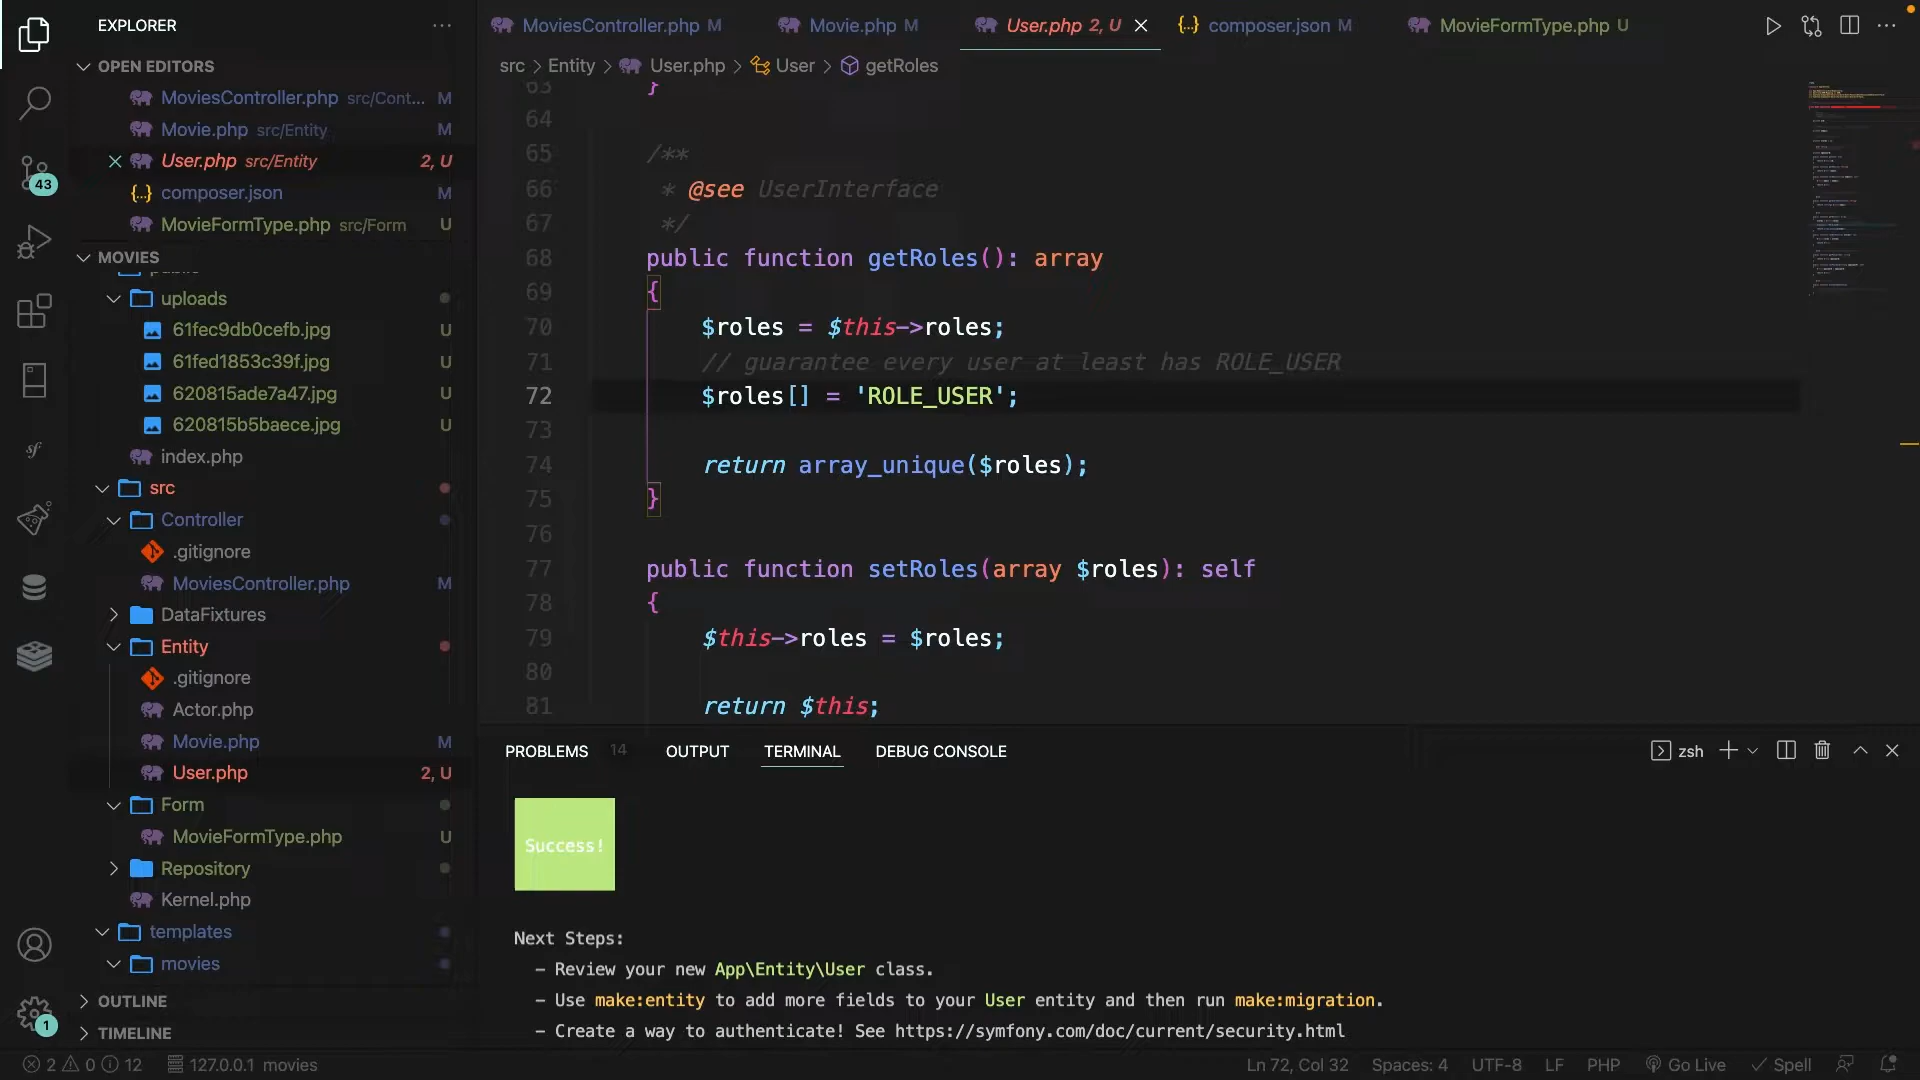 EXPLORER
OPEN EDITORS
MoviesController.php src/Cont... M
Movie.php src/Entity M
User.php src/Entity 2, U
composer.json M
MovieFormType.php src/Form U
MOVIES
public
uploads
61fec9db0cefb.jpg U
61fed1853c39f.jpg U
620815ade7a47.jpg U
620815b5baece.jpg U
index.php
src
Controller
.gitignore
MoviesController.php M
DataFixtures
Entity
.gitignore
Actor.php
Movie.php M
User.php 2, U
Form
MovieFormType.php U
Repository
Kernel.php
templates
movies
OUTLINE
TIMELINE
43
1
MoviesController.php M
Movie.php M
User.php 2, U
composer.json M
MovieFormType.php U
src > Entity > User.php > User > getRoles
63 }
64
65 /**
66 * @see UserInterface
67 */
68 public function getRoles(): array
69 {
70 $roles = $this->roles;
71 // guarantee every user at least has ROLE_USER
72 $roles[] = 'ROLE_USER';
73
74 return array_unique($roles);
75 }
76
77 public function setRoles(array $roles): self
78 {
79 $this->roles = $roles;
80
81 return $this;
PROBLEMS 14 OUTPUT TERMINAL DEBUG CONSOLE
zsh
Success!
Next Steps:
– Review your new App\Entity\User class.
– Use make:entity to add more fields to your User entity and then run make:migration.
– Create a way to authenticate! See https://symfony.com/doc/current/security.html
2 0 12 127.0.0.1 movies
Ln 72, Col 32 Spaces: 4 UTF-8 LF PHP Go Live Spell